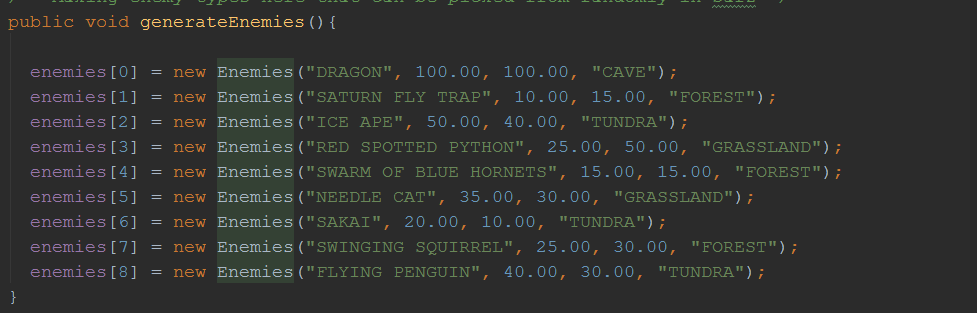 public void generateEnemies(){
enemies[0] = new Enemies("DRAGON", 100.00, 100.00, "CAVE");
enemies[1] = new Enemies("SATURN FLY TRAP", 10.00, 15.00, "FOREST");
enemies[2] = new Enemies("ICE APE", 50.00, 40.00, "TUNDRA");
enemies[3] = new Enemies("RED SPOTTED PYTHON", 25.00, 50.00, "GRASSLAND");
enemies[4] = new Enemies("SWARM OF BLUE HORNETS", 15.00, 15.00, "FOREST");
enemies[5] = new Enemies("NEEDLE CAT", 35.00, 30.00, "GRASSLAND");
enemies[6] = new Enemies("SAKAI", 20.00, 10.00, "TUNDRA");
enemies[7] = new Enemies("SWINGING SQUIRREL", 25.00, 30.00, "FOREST");
enemies[8] = new Enemies("FLYING PENGUIN", 40.00, 30.00, "TUNDRA");
}